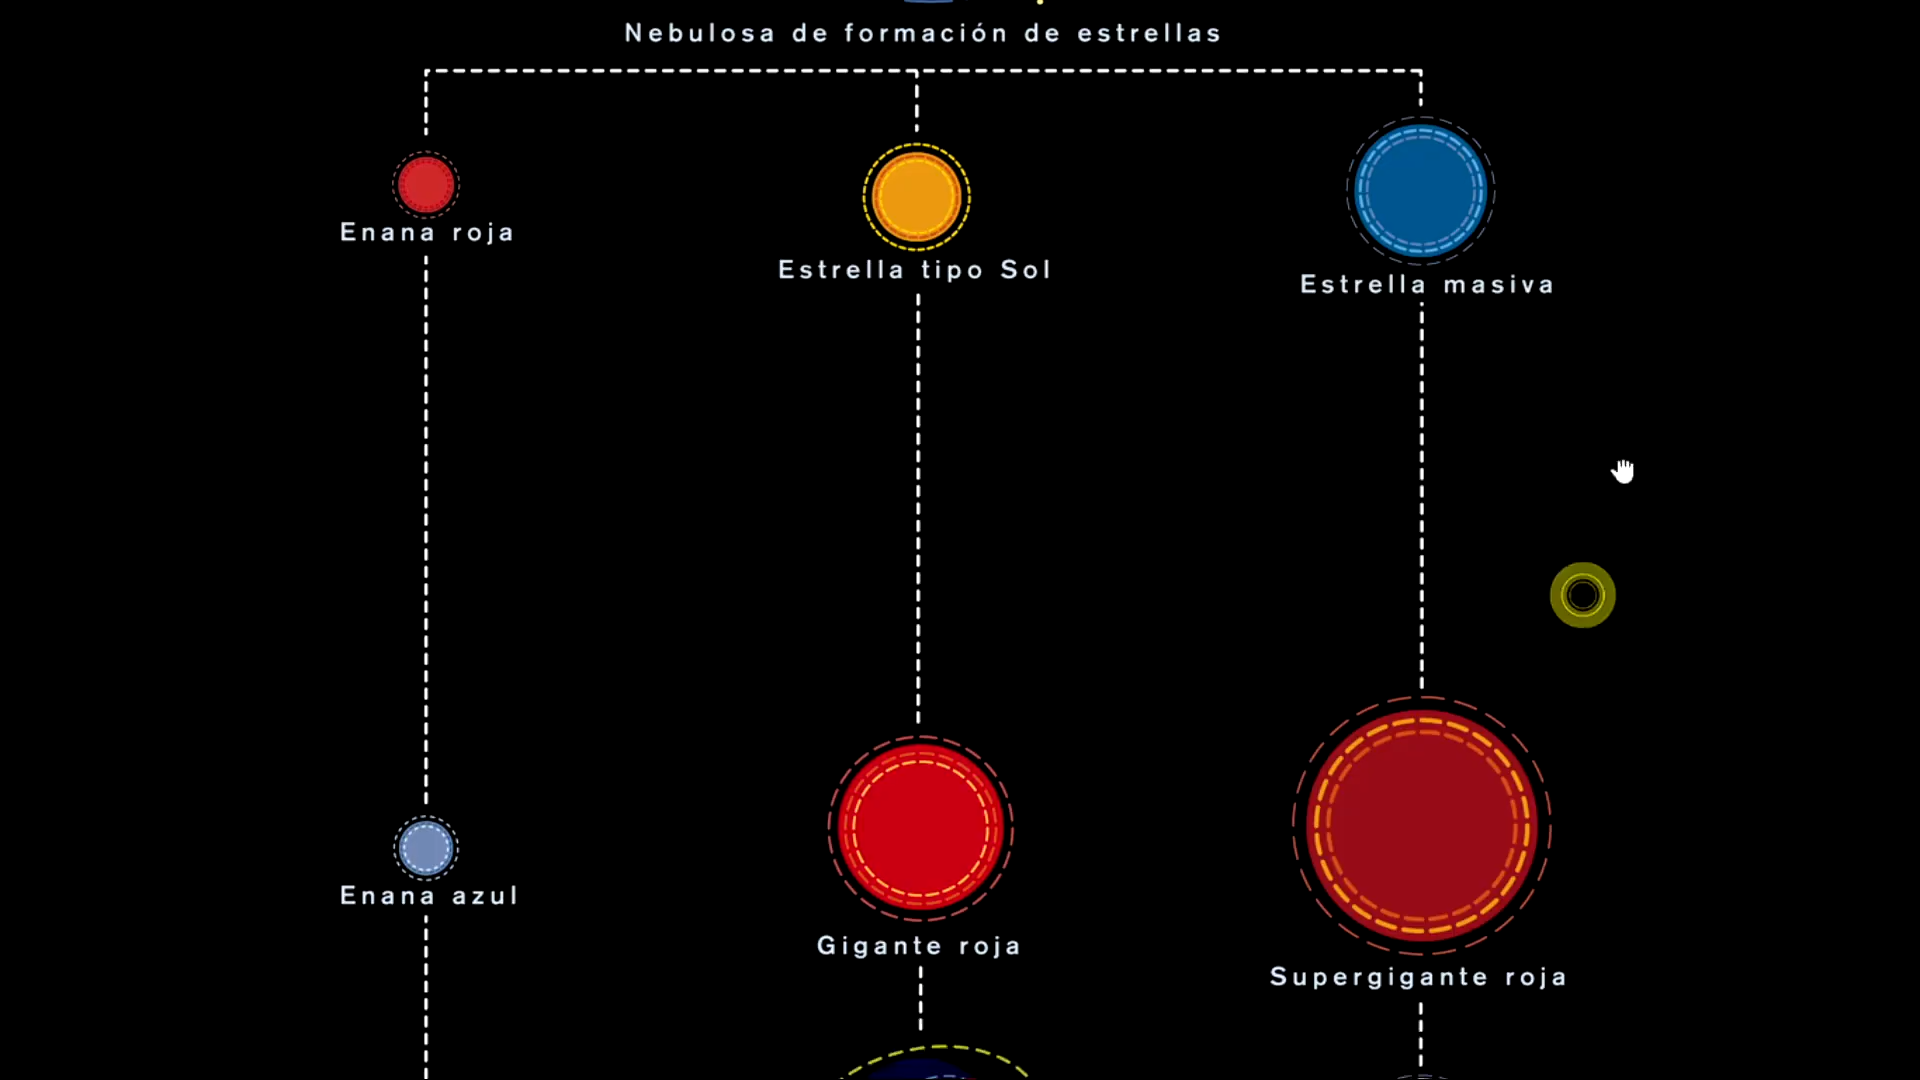 Nebulosa de formación de estrellas
Enana roja
Estrella tipo Sol
Estrella masiva
Enana azul
Gigante roja
Supergigante roja